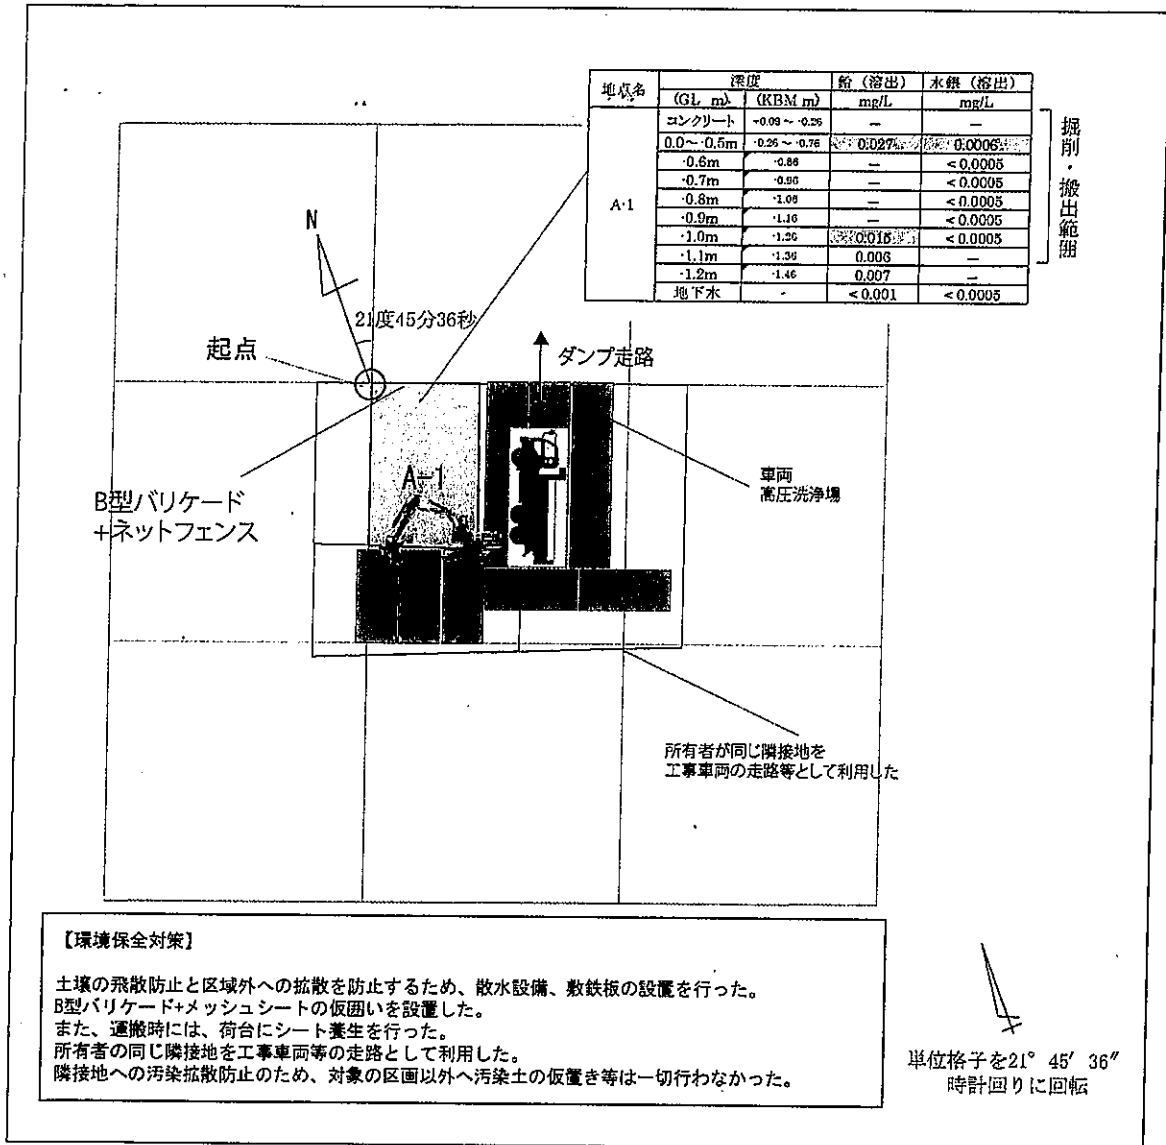 地点名 深度 鉛（溶出） 水銀（溶出）
(GL m) (KBM m) mg/L mg/L
コンクリート -0.09～-0.26 － －
0.0～-0.5m -0.26～-0.76 0.027 0.0006
-0.6m -0.86 － <0.0005
-0.7m -0.96 － <0.0005
-0.8m -1.06 － <0.0005
A-1 -0.9m -1.16 － <0.0005
-1.0m -1.26 0.015 <0.0005
-1.1m -1.36 0.006 －
-1.2m -1.46 0.007 －
地下水 - <0.001 <0.0005
掘削・搬出範囲
N
21度45分36秒
起点
ダンプ走路
A-1
B型バリケード
+ネットフェンス
車両
高圧洗浄場
所有者が同じ隣接地を
工事車両の走路等として利用した
【環境保全対策】
土壌の飛散防止と区域外への拡散を防止するため、散水設備、敷鉄板の設置を行った。
B型バリケード+メッシュシートの仮囲いを設置した。
また、運搬時には、荷台にシート養生を行った。
所有者の同じ隣接地を工事車両等の走路として利用した。
隣接地への汚染拡散防止のため、対象の区画以外へ汚染土の仮置き等は一切行わなかった。
単位格子を21° 45′ 36″
時計回りに回転